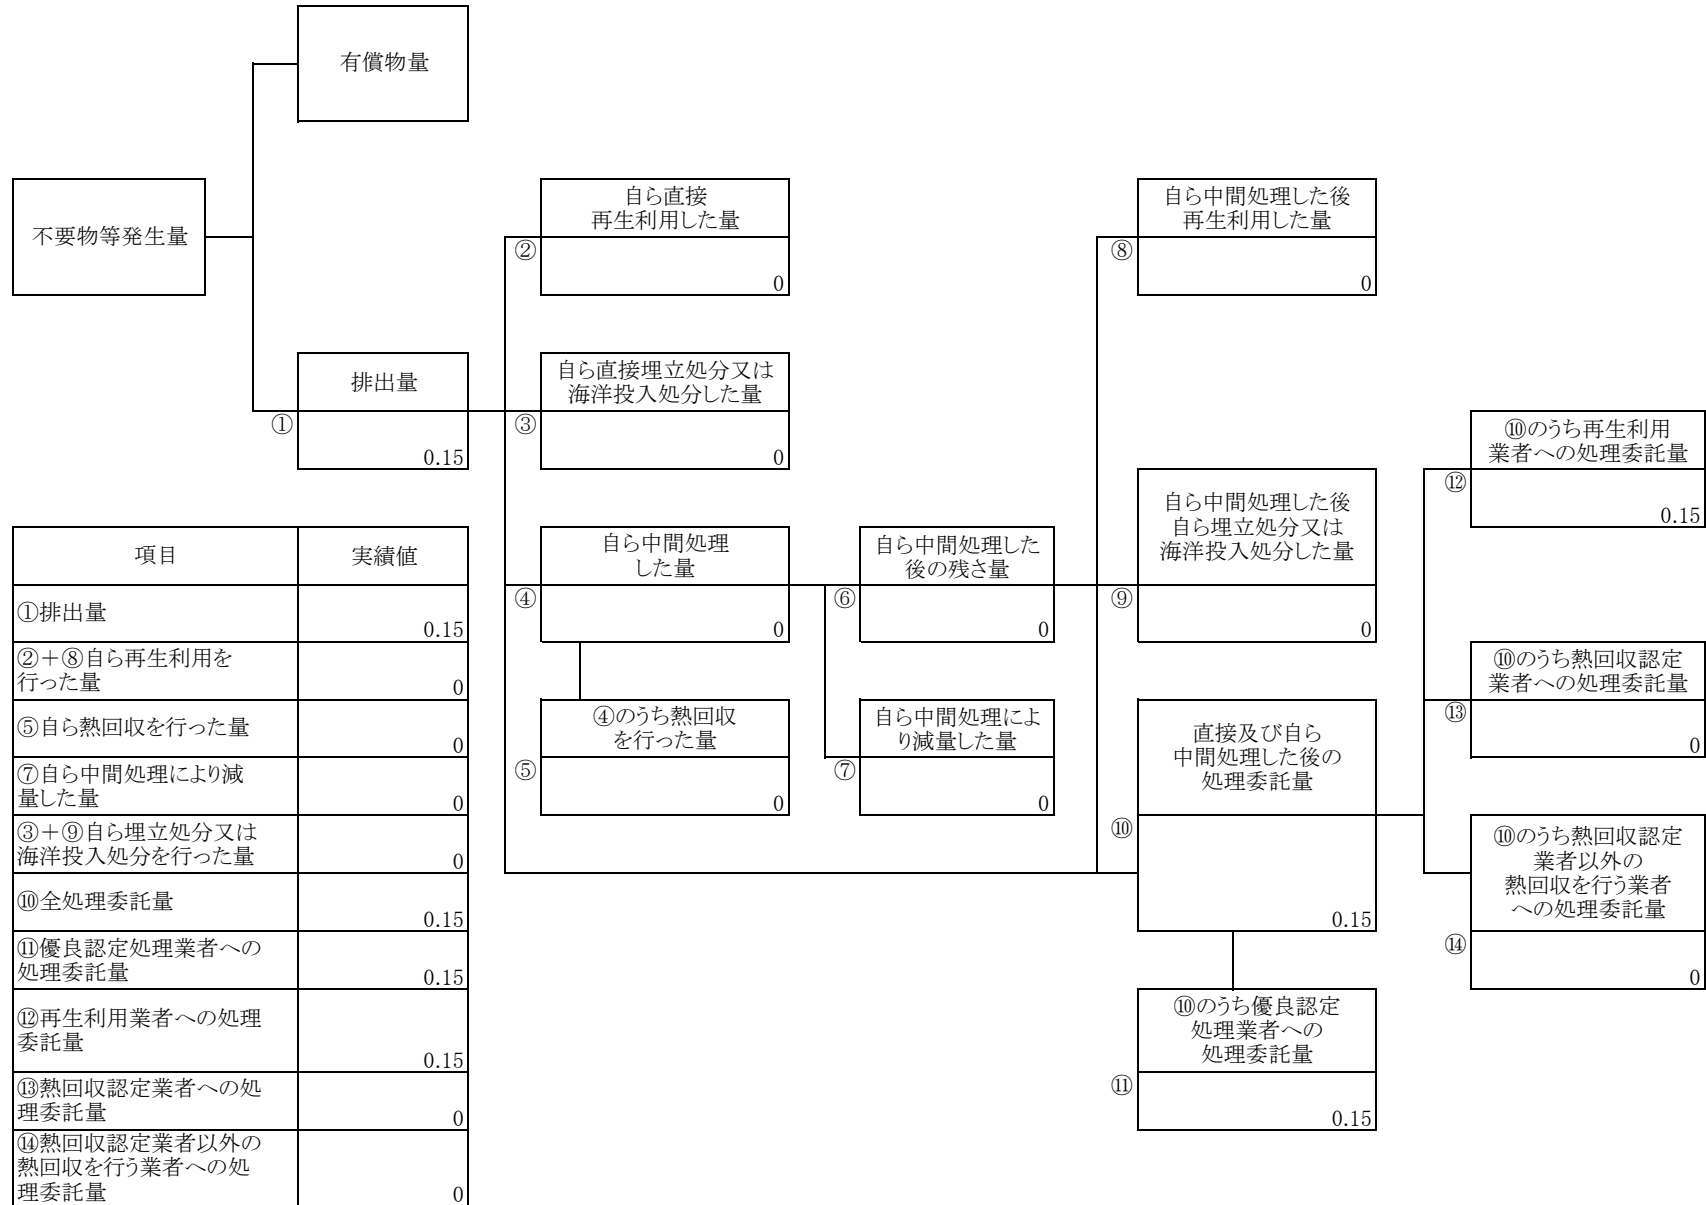 有償物量
不要物等発生量
自ら直接
再生利用した量
②
0
自ら中間処理した後
再生利用した量
⑧
0
排出量
①
0.15
自ら直接埋立処分又は
海洋投入処分した量
③
0
⑩のうち再生利用
業者への処理委託量
⑫
0.15
自ら中間処理した後
自ら埋立処分又は
海洋投入処分した量
⑨
0
自ら中間処理
した量
④
0
自ら中間処理した
後の残さ量
⑥
0
④のうち熱回収
を行った量
⑤
0
自ら中間処理によ
り減量した量
⑦
0
直接及び自ら
中間処理した後の
処理委託量
⑩
0.15
⑩のうち熱回収認定
業者への処理委託量
⑬
0
⑩のうち熱回収認定
業者以外の
熱回収を行う業者
への処理委託量
⑭
0
⑩のうち優良認定
処理業者への
処理委託量
⑪
0.15
項目 実績値
①排出量
0.15
②+⑧自ら再生利用を
行った量
0
⑤自ら熱回収を行った量
0
⑦自ら中間処理により減
量した量
0
③+⑨自ら埋立処分又は
海洋投入処分を行った量
0
⑩全処理委託量
0.15
⑪優良認定処理業者への
処理委託量
0.15
⑫再生利用業者への処理
委託量
0.15
⑬熱回収認定業者への処
理委託量
0
⑭熱回収認定業者以外の
熱回収を行う業者への処
理委託量
0